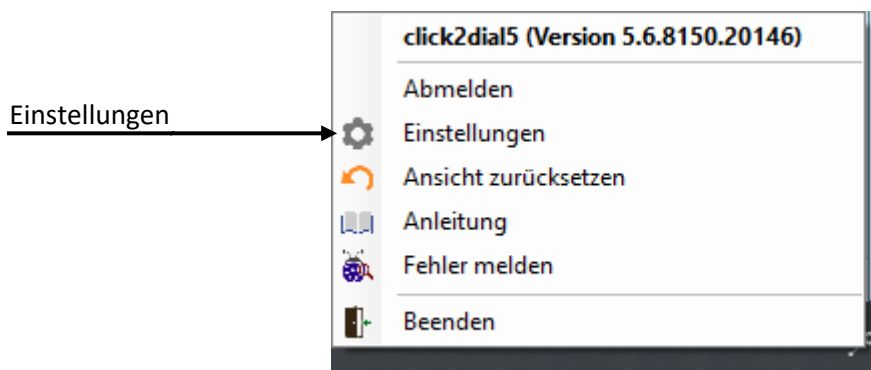 click2dial5 (Version 5.6.8150.20146)
Abmelden
Einstellungen
Einstellungen
Ansicht zurücksetzen
Anleitung
Fehler melden
Beenden